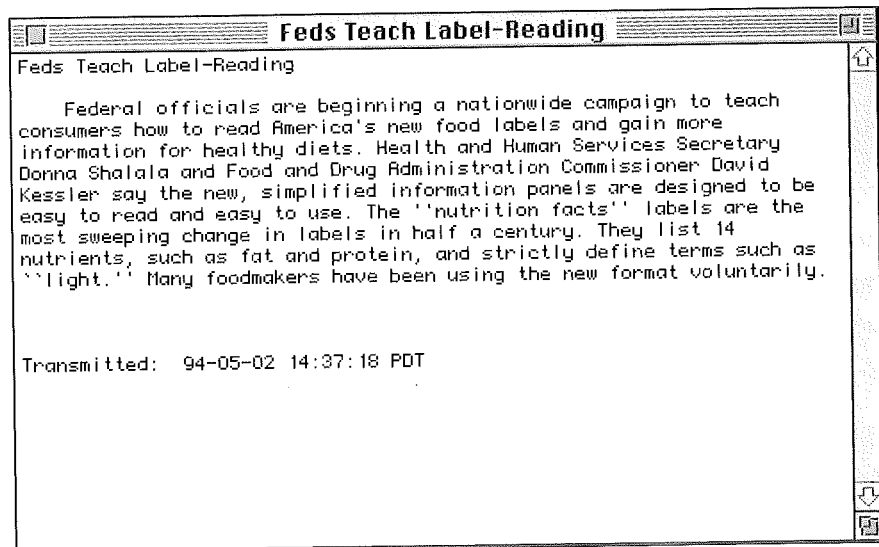 Feds Teach Label-Reading
Feds Teach Label-Reading
Federal officials are beginning a nationwide campaign to teach
consumers how to read America's new food labels and gain more
information for healthy diets. Health and Human Services Secretary
Donna Shalala and Food and Drug Administration Commissioner David
Kessler say the new, simplified information panels are designed to be
easy to read and easy to use. The ''nutrition facts'' labels are the
most sweeping change in labels in half a century. They list 14
nutrients, such as fat and protein, and strictly define terms such as
``light.'' Many foodmakers have been using the new format voluntarily.
Transmitted:  94-05-02 14:37:18 PDT